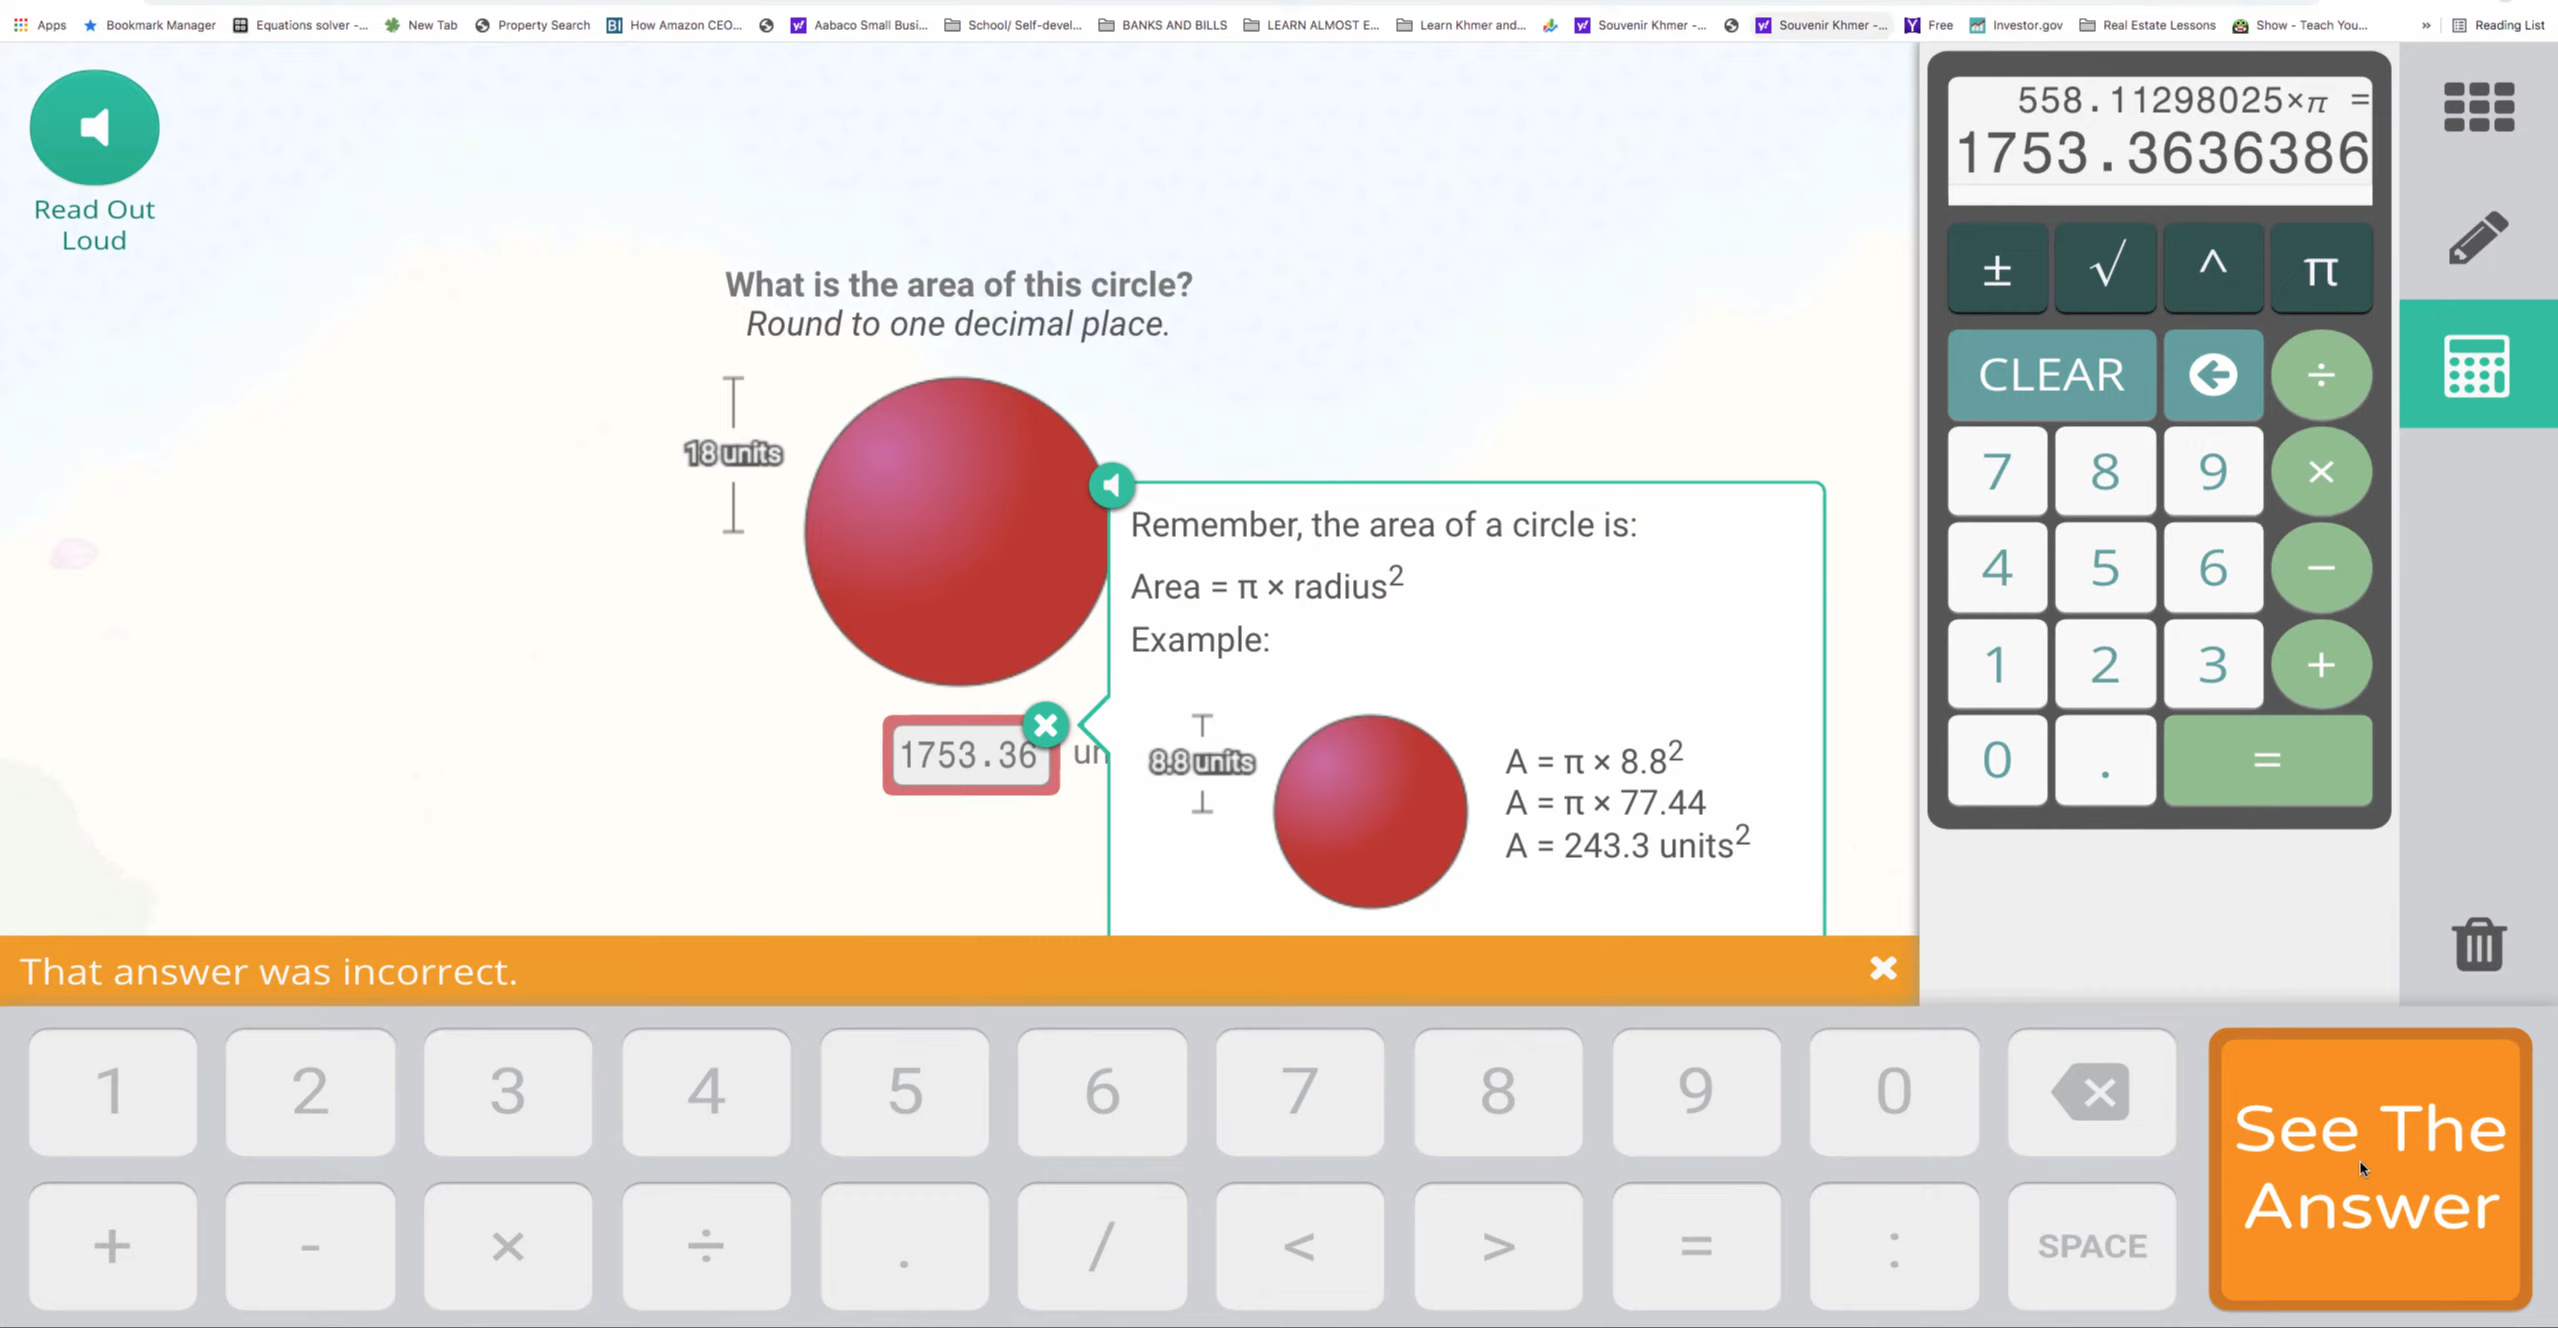 Apps Bookmark Manager Equations solver -... New Tab Property Search How Amazon CEO... Aabaco Small Busi... School/ Self-devel... BANKS AND BILLS LEARN ALMOST E... Learn Khmer and... Souvenir Khmer -... Souvenir Khmer -... Free Investor.gov Real Estate Lessons Show - Teach You... » Reading List
Read Out
Loud
What is the area of this circle?
Round to one decimal place.
18 units
1753.36 un
Remember, the area of a circle is:
Area = π × radius²
Example:
8.8 units
A = π × 8.8²
A = π × 77.44
A = 243.3 units²
558.11298025×π =
1753.3636386
± √ ^ π
CLEAR ÷
7 8 9 ×
4 5 6 −
1 2 3 +
0 . =
That answer was incorrect.
1 2 3 4 5 6 7 8 9 0
+ - × ÷ . / < > = : SPACE
See The
Answer